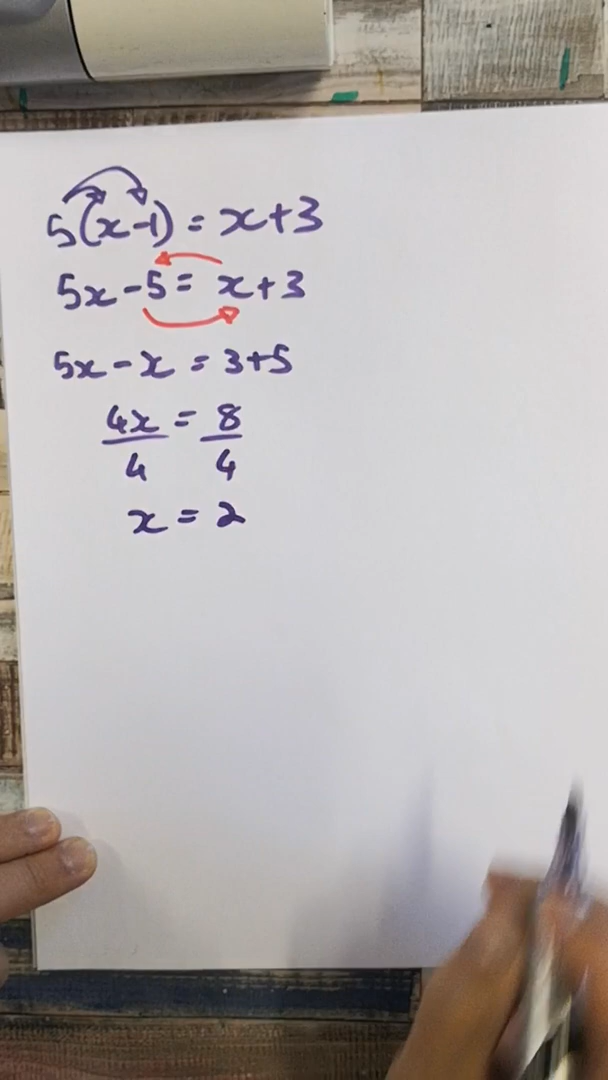 5(x-1) = x+3
5x-5 = x+3
5x-x = 3+5
4x/4 = 8/4
x = 2